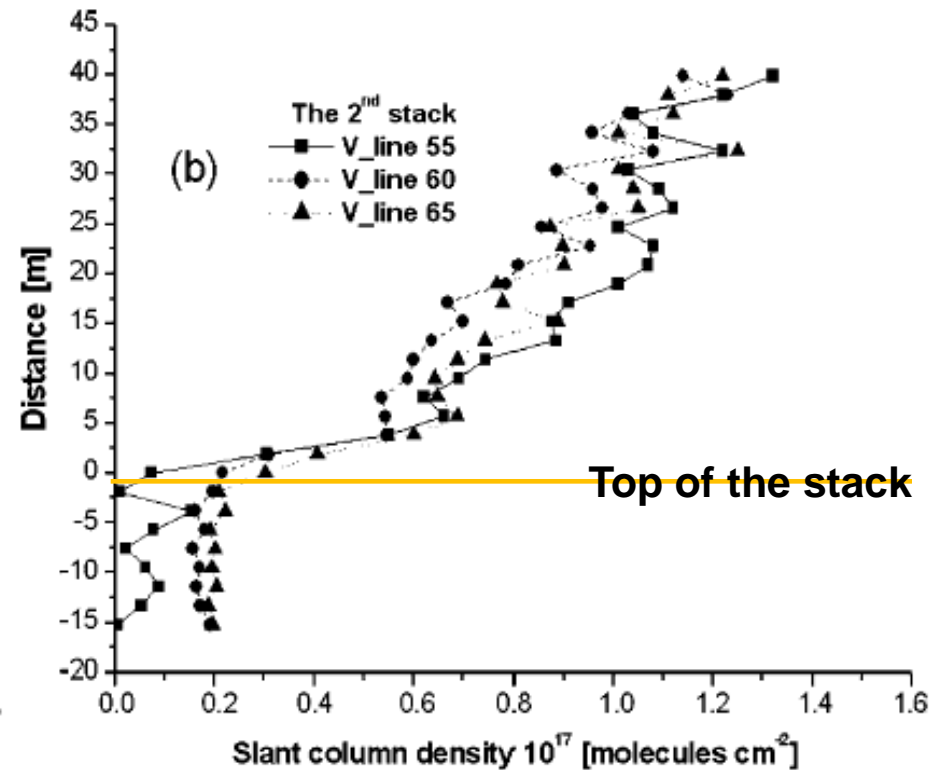 45
40
35
30
25
20
15
10
5
0
-5
-10
-15
-20
Distance [m]
(b)
The 2nd stack
V_line 55
V_line 60
V_line 65
Top of the stack
0.0 0.2 0.4 0.6 0.8 1.0 1.2 1.4 1.6
Slant column density 10^17 [molecules cm^-2]